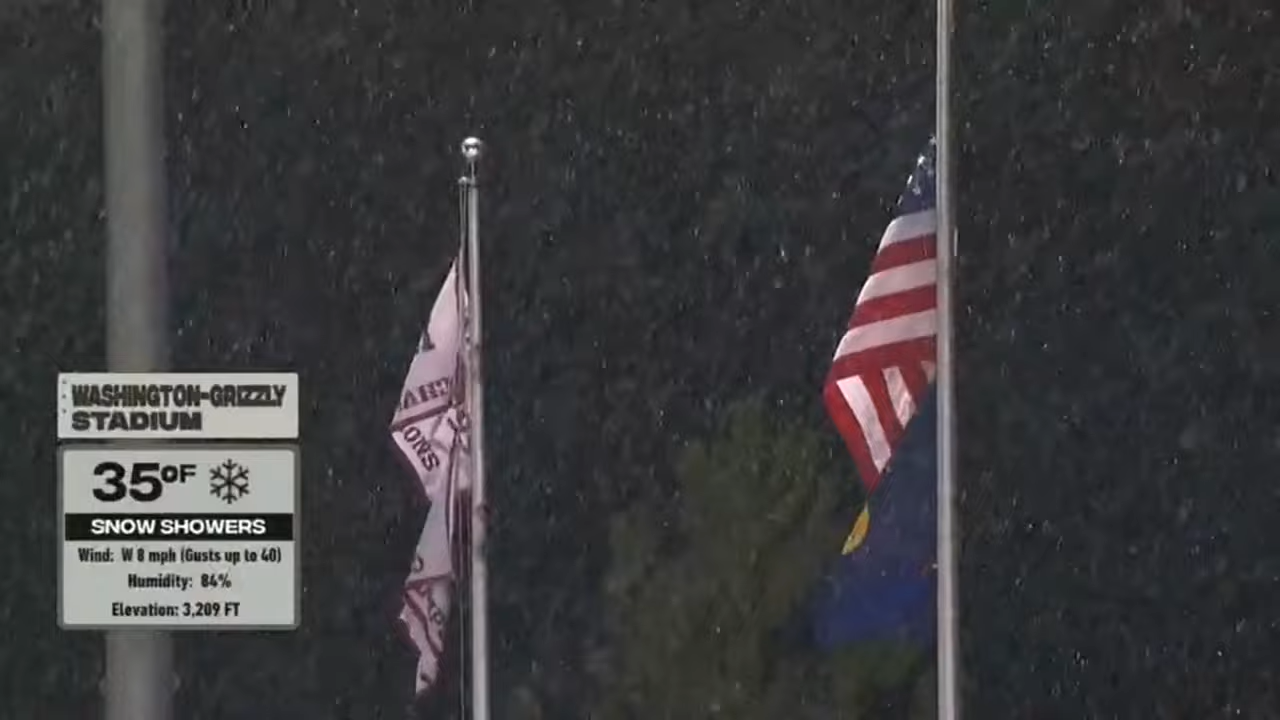 WASHINGTON-GRIZZLY
STADIUM
35°F
SNOW SHOWERS
Wind: W 8 mph (Gusts up to 40)
Humidity: 84%
Elevation: 3,209 FT